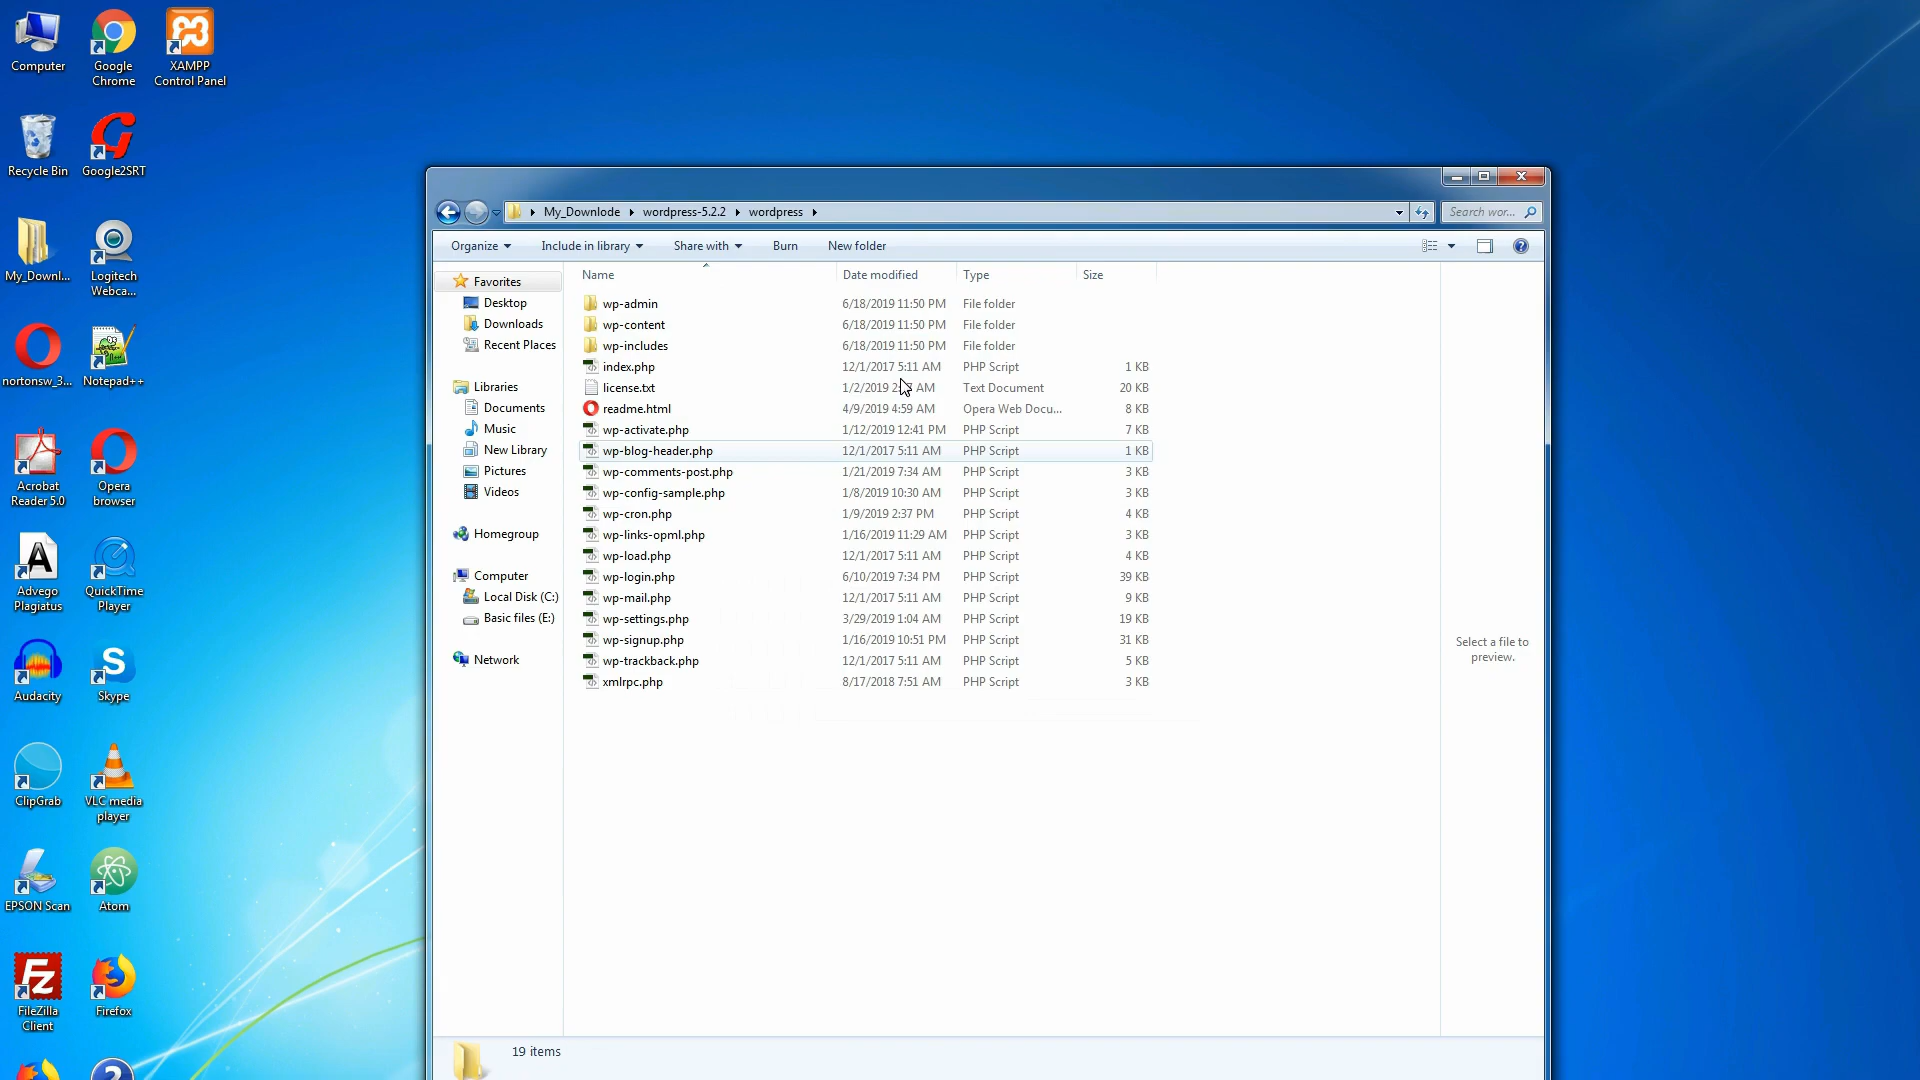 Computer
Google
Chrome
XAMPP
Control Panel
Recycle Bin
Google2SRT
My_Downl...
Logitech
Webca...
nortonsw_3...
Notepad++
Acrobat
Reader 5.0
Opera
browser
Advego
Plagiatus
QuickTime
Player
Audacity
Skype
ClipGrab
VLC media
player
EPSON Scan
Atom
FileZilla
Client
Firefox
My_Downlode
wordpress-5.2.2
wordpress
Search wor...
Organize
Include in library
Share with
Burn
New folder
Favorites
Desktop
Downloads
Recent Places
Libraries
Documents
Music
New Library
Pictures
Videos
Homegroup
Computer
Local Disk (C:)
Basic files (E:)
Network
Name Date modified Type Size
wp-admin 6/18/2019 11:50 PM File folder
wp-content 6/18/2019 11:50 PM File folder
wp-includes 6/18/2019 11:50 PM File folder
index.php 12/1/2017 5:11 AM PHP Script 1 KB
license.txt 1/2/2019 AM Text Document 20 KB
readme.html 4/9/2019 4:59 AM Opera Web Docu... 8 KB
wp-activate.php 1/12/2019 12:41 PM PHP Script 7 KB
wp-blog-header.php 12/1/2017 5:11 AM PHP Script 1 KB
wp-comments-post.php 1/21/2019 7:34 AM PHP Script 3 KB
wp-config-sample.php 1/8/2019 10:30 AM PHP Script 3 KB
wp-cron.php 1/9/2019 2:37 PM PHP Script 4 KB
wp-links-opml.php 1/16/2019 11:29 AM PHP Script 3 KB
wp-load.php 12/1/2017 5:11 AM PHP Script 4 KB
wp-login.php 6/10/2019 7:34 PM PHP Script 39 KB
wp-mail.php 12/1/2017 5:11 AM PHP Script 9 KB
wp-settings.php 3/29/2019 1:04 AM PHP Script 19 KB
wp-signup.php 1/16/2019 10:51 PM PHP Script 31 KB
wp-trackback.php 12/1/2017 5:11 AM PHP Script 5 KB
xmlrpc.php 8/17/2018 7:51 AM PHP Script 3 KB
Select a file to
preview.
19 items